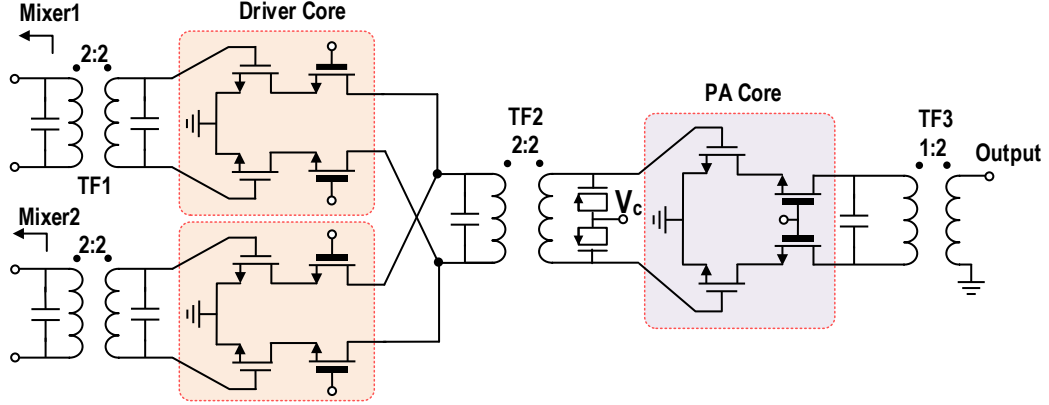 Mixer1
2:2
Driver Core
TF1
Mixer2
2:2
TF2
2:2
Vc
PA Core
TF3
1:2
Output